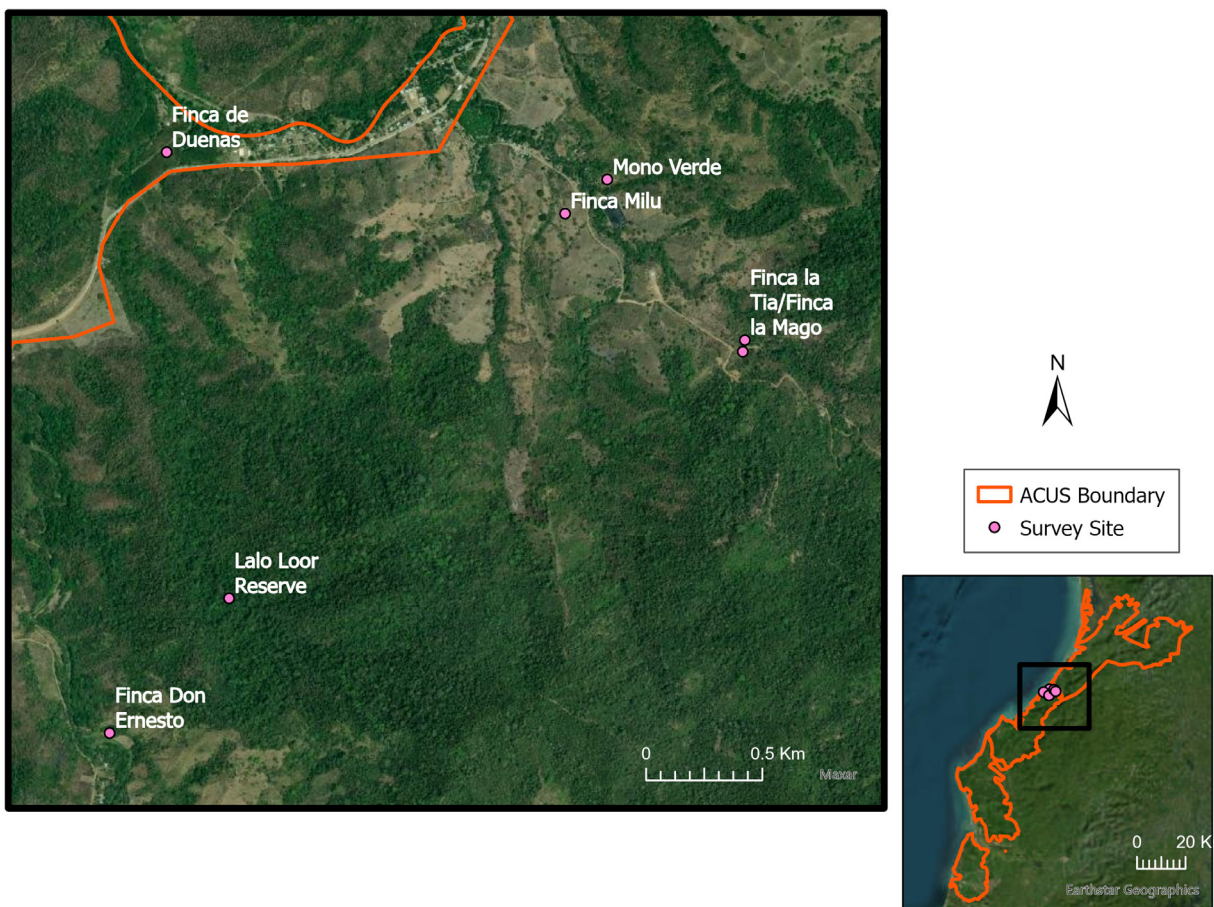 Finca de
Duenas
Mono Verde
Finca Milu
Finca la
Tia/Finca
la Mago
Lalo Loor
Reserve
Finca Don
Ernesto
0 0.5 Km
Maxar
N
ACUS Boundary
Survey Site
0 20 K
Earthstar Geographics